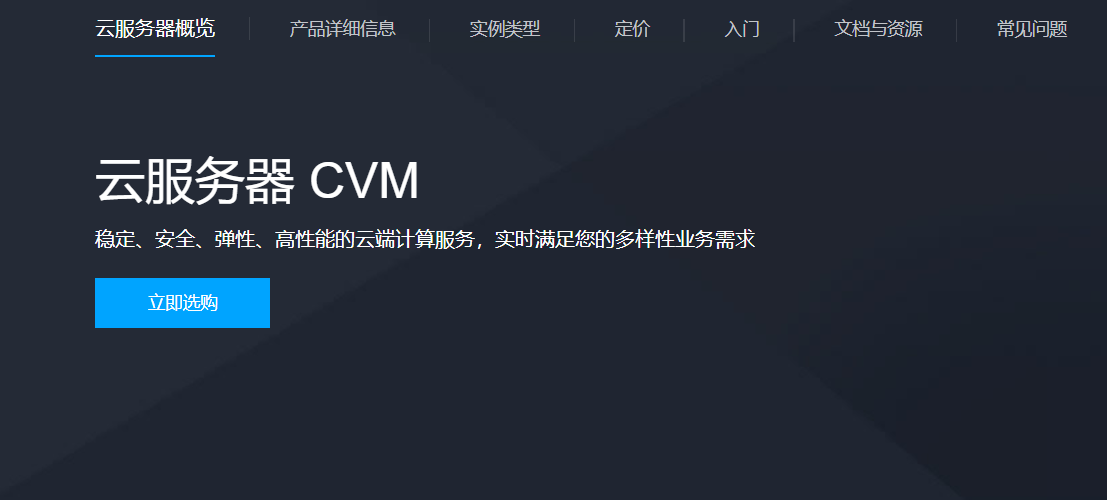 云服务器概览 产品详细信息 实例类型 定价 入门 文档与资源 常见问题
云服务器 CVM
稳定、安全、弹性、高性能的云端计算服务，实时满足您的多样性业务需求
立即选购